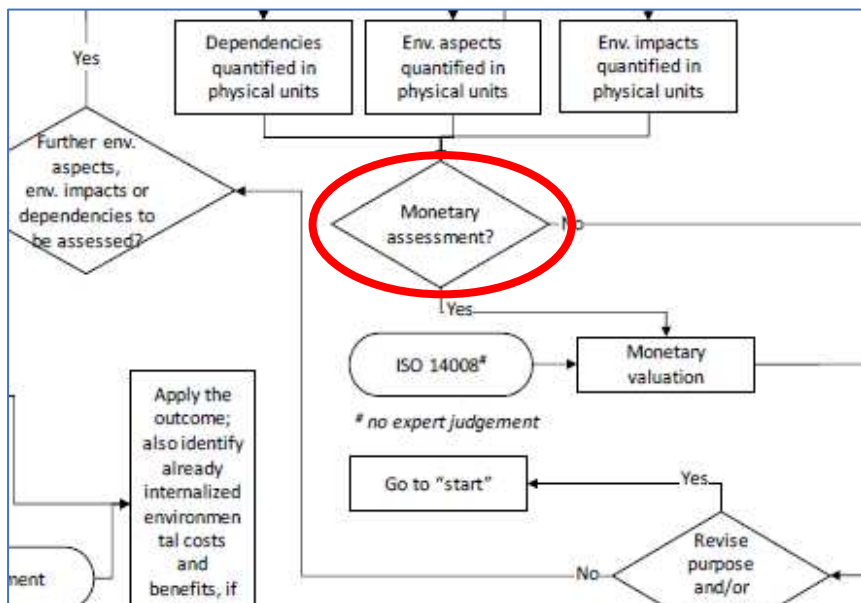 Dependencies
quantified in
physical units
Env. aspects
quantified in
physical units
Env. impacts
quantified in
physical units
Yes
Further env.
aspects,
env. impacts or
dependencies to
be assessed?
Monetary
assessment?
No
Yes
ISO 14008#
Monetary
valuation
# no expert judgement
Apply the
outcome;
also identify
already
internalized
environmen
tal costs
and
benefits, if
Go to “start”
Yes
Revise
purpose
and/or
No
ment